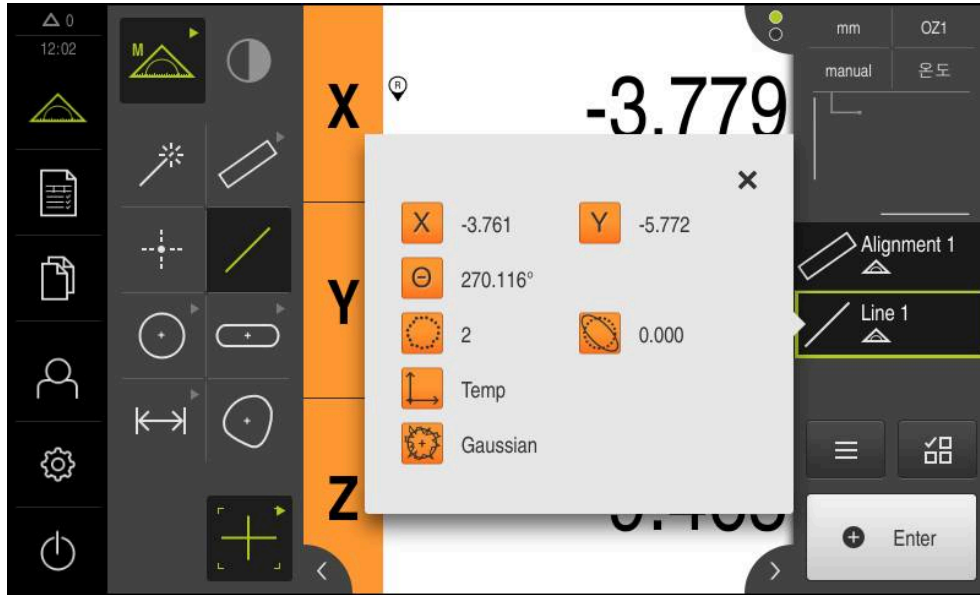 0
12:02
M
X
R
-3.779
mm
OZ1
manual
온도
X -3.761 Y -5.772
Θ 270.116°
2 0.000
Temp
Gaussian
Y
Z
Alignment 1
Line 1
Enter